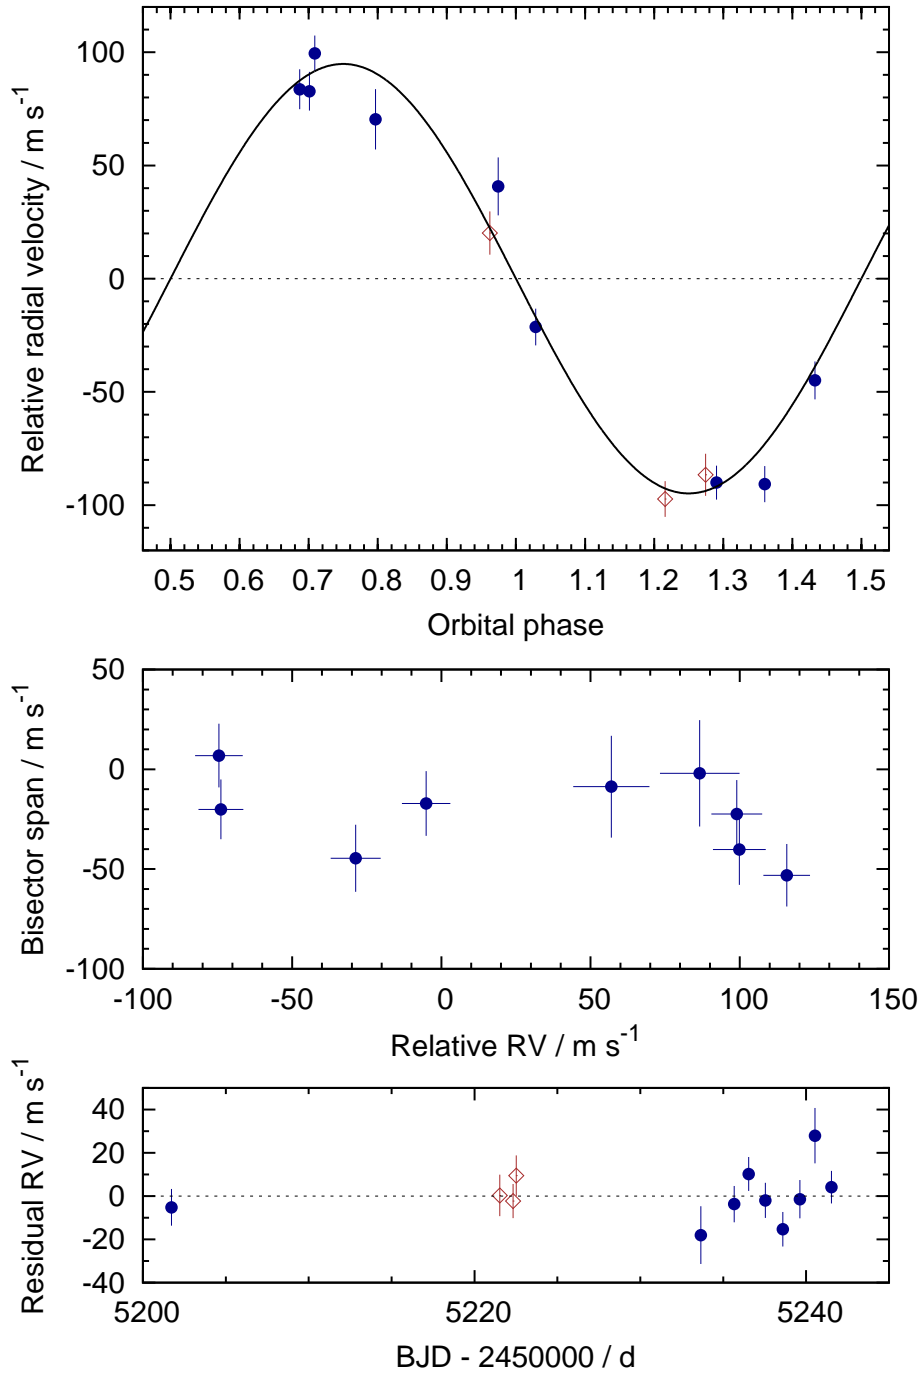 Relative radial velocity / m s⁻¹
100
50
0
-50
-100
0.5 0.6 0.7 0.8 0.9 1 1.1 1.2 1.3 1.4 1.5
Orbital phase
Bisector span / m s⁻¹
50
0
-50
-100
-100 -50 0 50 100 150
Relative RV / m s⁻¹
Residual RV / m s⁻¹
40
20
0
-20
-40
5200 5220 5240
BJD - 2450000 / d